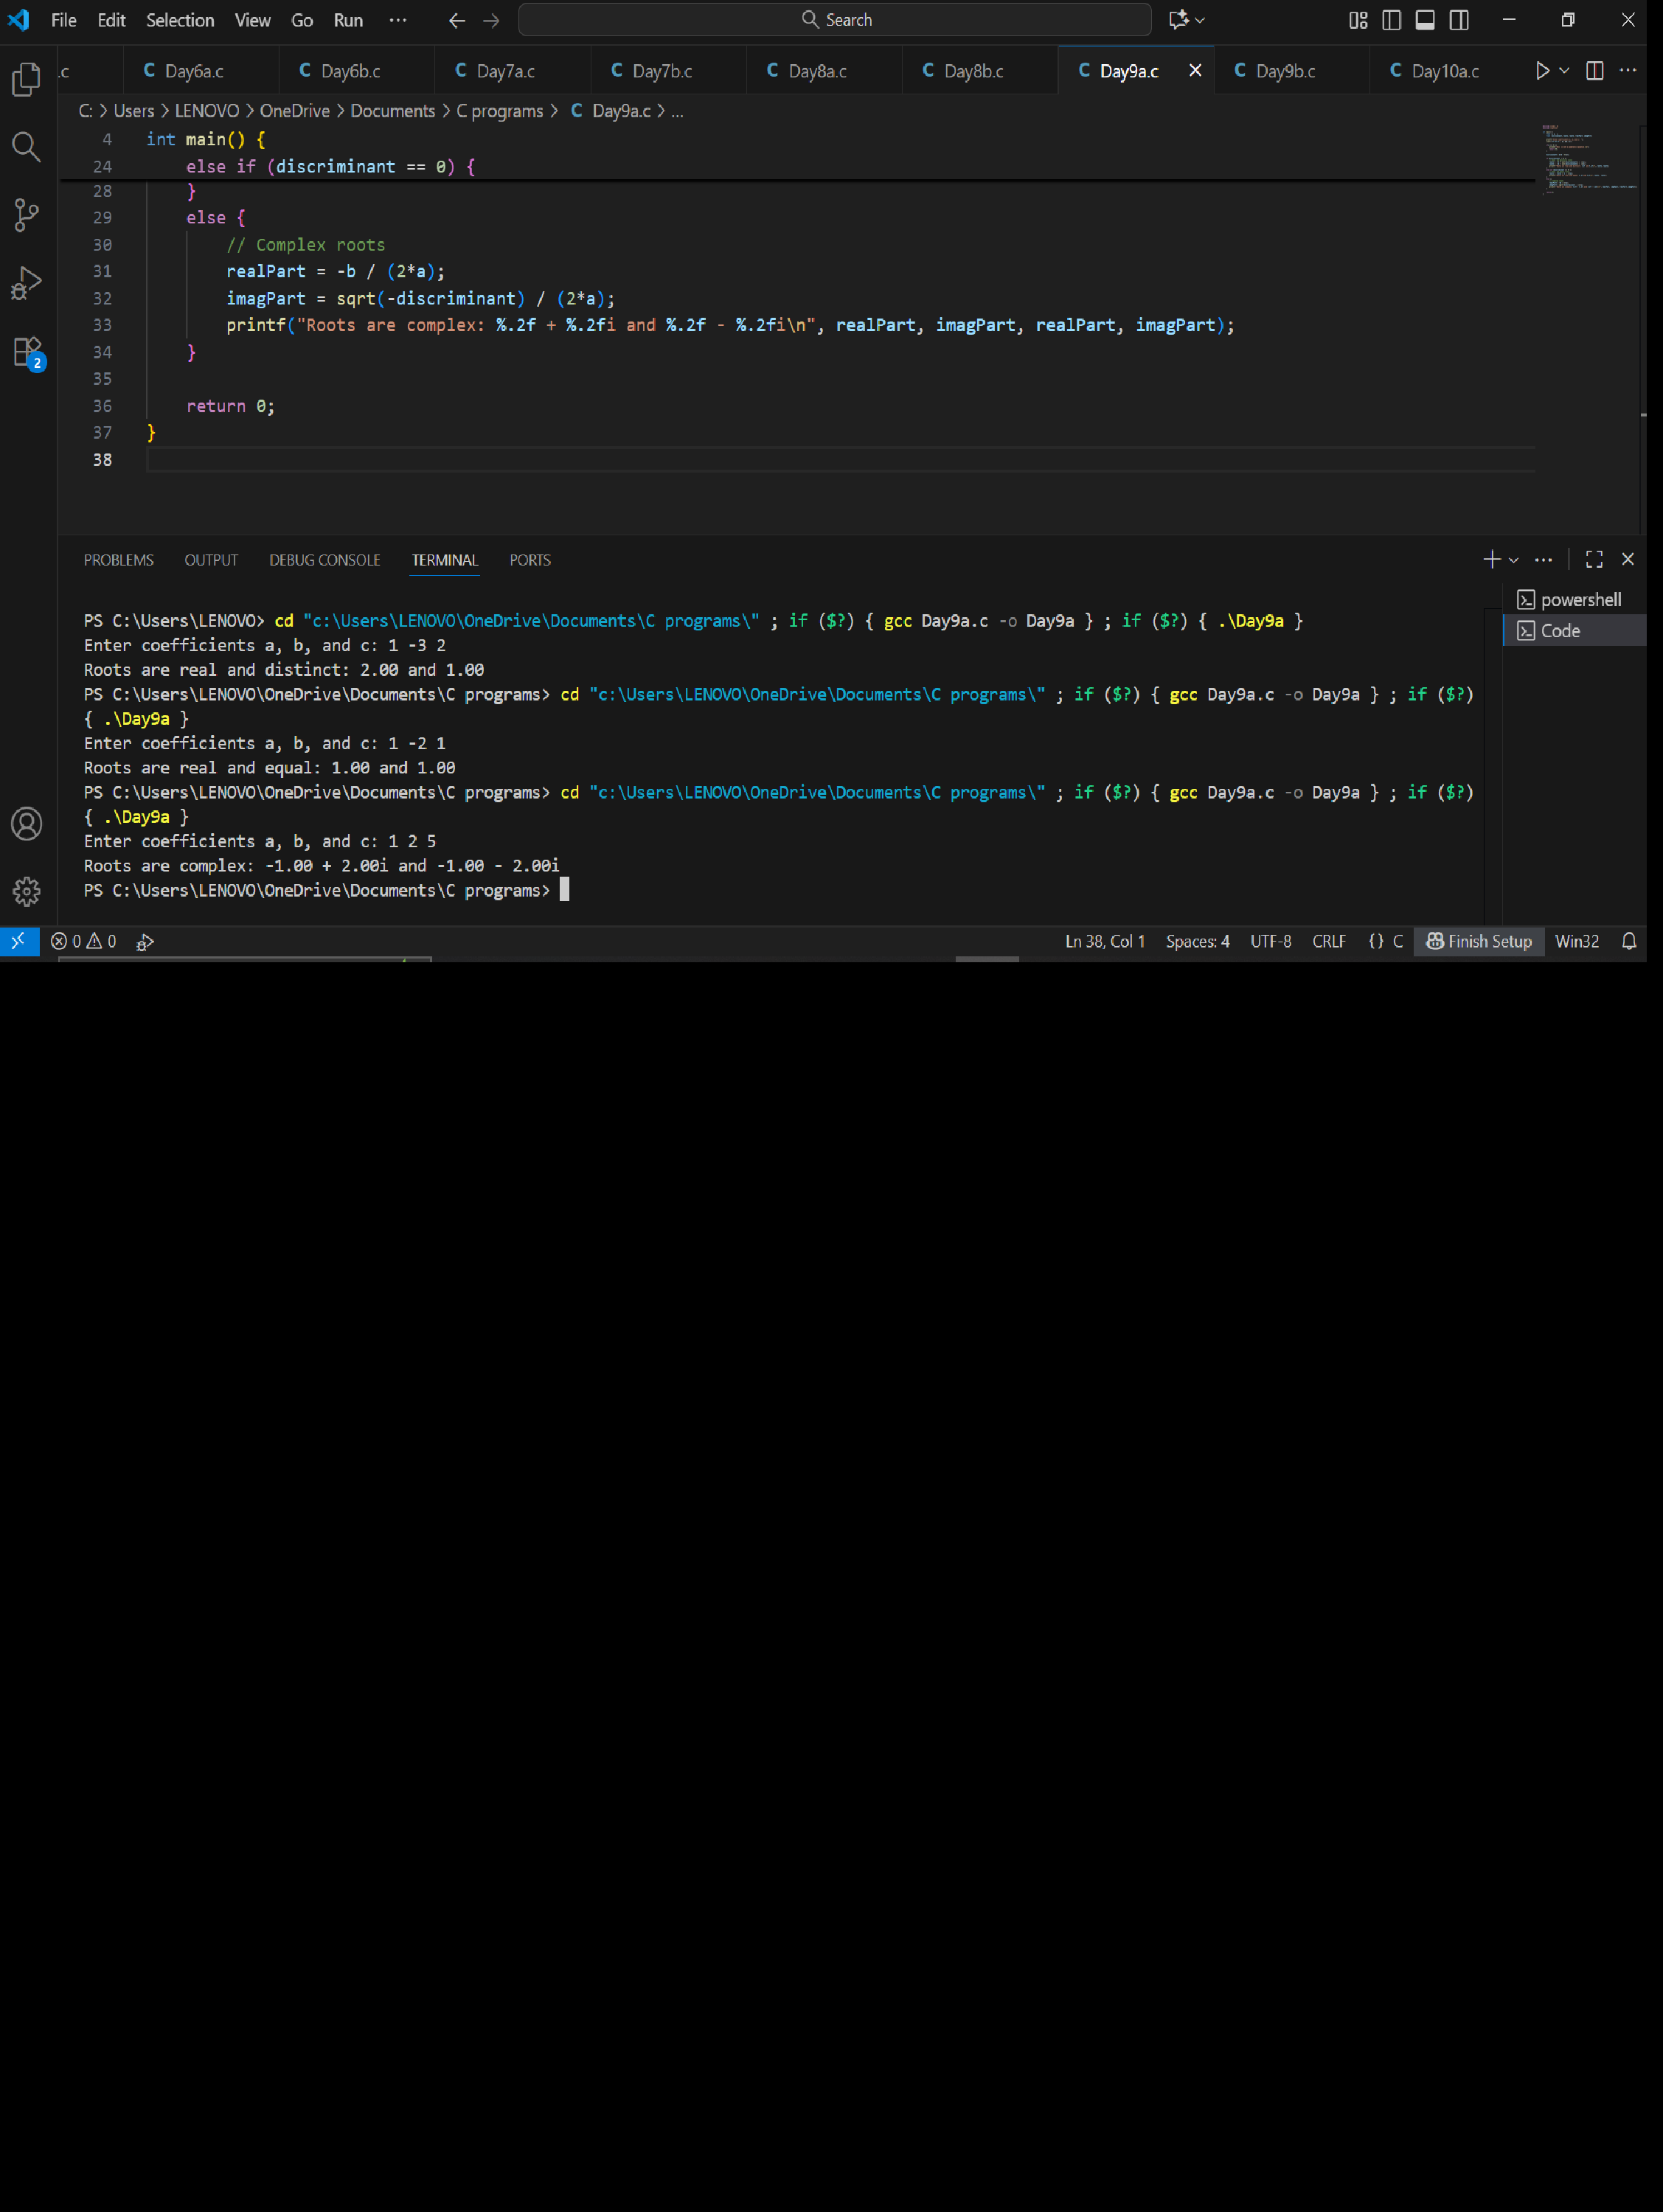 File Edit Selection View Go Run ··· Search
.c Day6a.c Day6b.c Day7a.c Day7b.c Day8a.c Day8b.c Day9a.c Day9b.c Day10a.c
C: > Users > LENOVO > OneDrive > Documents > C programs > C Day9a.c > ...
4 int main() {
24 else if (discriminant == 0) {
28 }
29 else {
30 // Complex roots
31 realPart = -b / (2*a);
32 imagPart = sqrt(-discriminant) / (2*a);
33 printf("Roots are complex: %.2f + %.2fi and %.2f - %.2fi\n", realPart, imagPart, realPart, imagPart);
34 }
35
36 return 0;
37 }
38
2
PROBLEMS OUTPUT DEBUG CONSOLE TERMINAL PORTS
powershell
Code
PS C:\Users\LENOVO> cd "c:\Users\LENOVO\OneDrive\Documents\C programs\" ; if ($?) { gcc Day9a.c -o Day9a } ; if ($?) { .\Day9a }
Enter coefficients a, b, and c: 1 -3 2
Roots are real and distinct: 2.00 and 1.00
PS C:\Users\LENOVO\OneDrive\Documents\C programs> cd "c:\Users\LENOVO\OneDrive\Documents\C programs\" ; if ($?) { gcc Day9a.c -o Day9a } ; if ($?)
{ .\Day9a }
Enter coefficients a, b, and c: 1 -2 1
Roots are real and equal: 1.00 and 1.00
PS C:\Users\LENOVO\OneDrive\Documents\C programs> cd "c:\Users\LENOVO\OneDrive\Documents\C programs\" ; if ($?) { gcc Day9a.c -o Day9a } ; if ($?)
{ .\Day9a }
Enter coefficients a, b, and c: 1 2 5
Roots are complex: -1.00 + 2.00i and -1.00 - 2.00i
PS C:\Users\LENOVO\OneDrive\Documents\C programs>
0 0 Ln 38, Col 1 Spaces: 4 UTF-8 CRLF {} C Finish Setup Win32